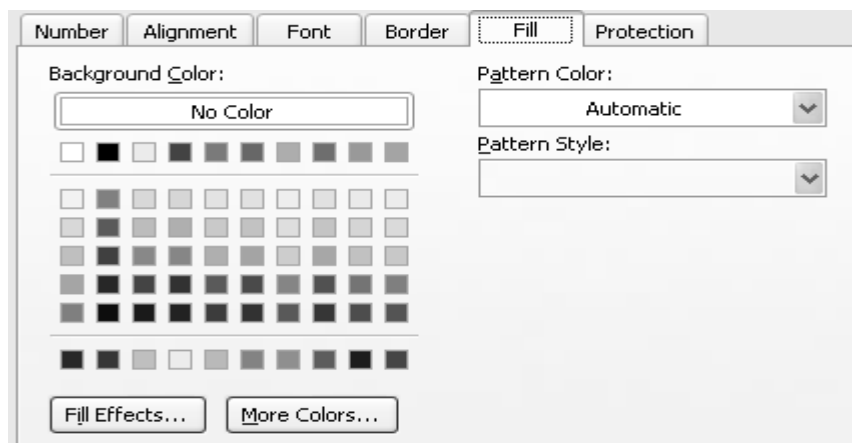 Number Alignment Font Border Fill Protection
Background Color:
No Color
Pattern Color:
Automatic
Pattern Style:
Fill Effects... More Colors...